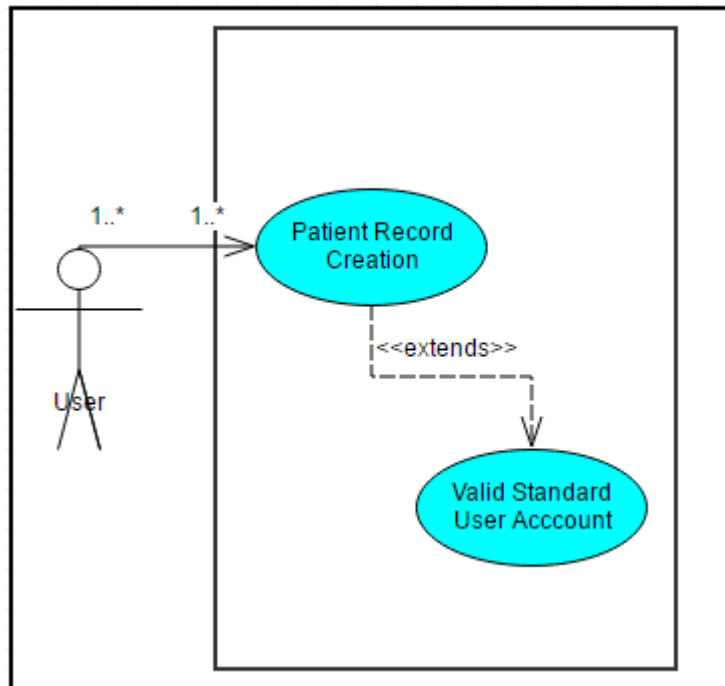 1..* 1..*
Patient Record
Creation
<<extends>>
User
Valid Standard
User Acccount